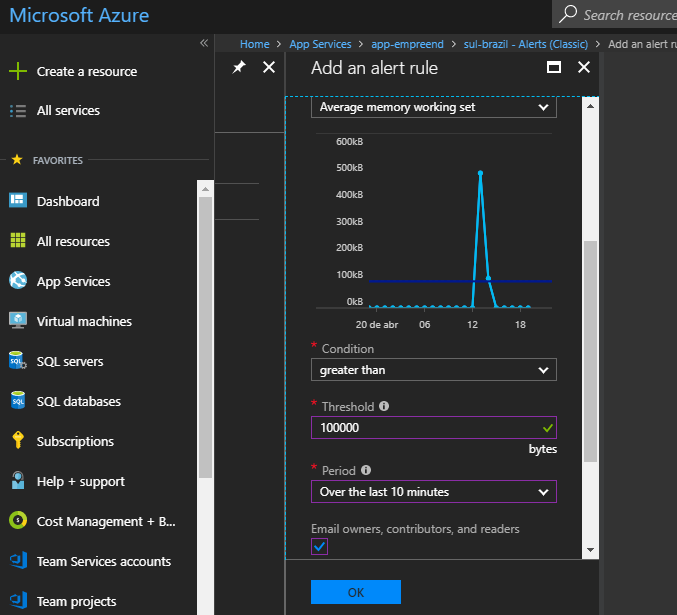 Microsoft Azure
Search resource
Home > App Services > app-empreend > sul-brazil - Alerts (Classic) > Add an alert ru
Create a resource
All services
FAVORITES
Dashboard
All resources
App Services
Virtual machines
SQL servers
SQL databases
Subscriptions
Help + support
Cost Management + B...
Team Services accounts
Team projects
Add an alert rule
Average memory working set
600kB
500kB
400kB
300kB
200kB
100kB
0kB
20 de abr 06 12 18
* Condition
greater than
* Threshold
100000
bytes
* Period
Over the last 10 minutes
Email owners, contributors, and readers
OK